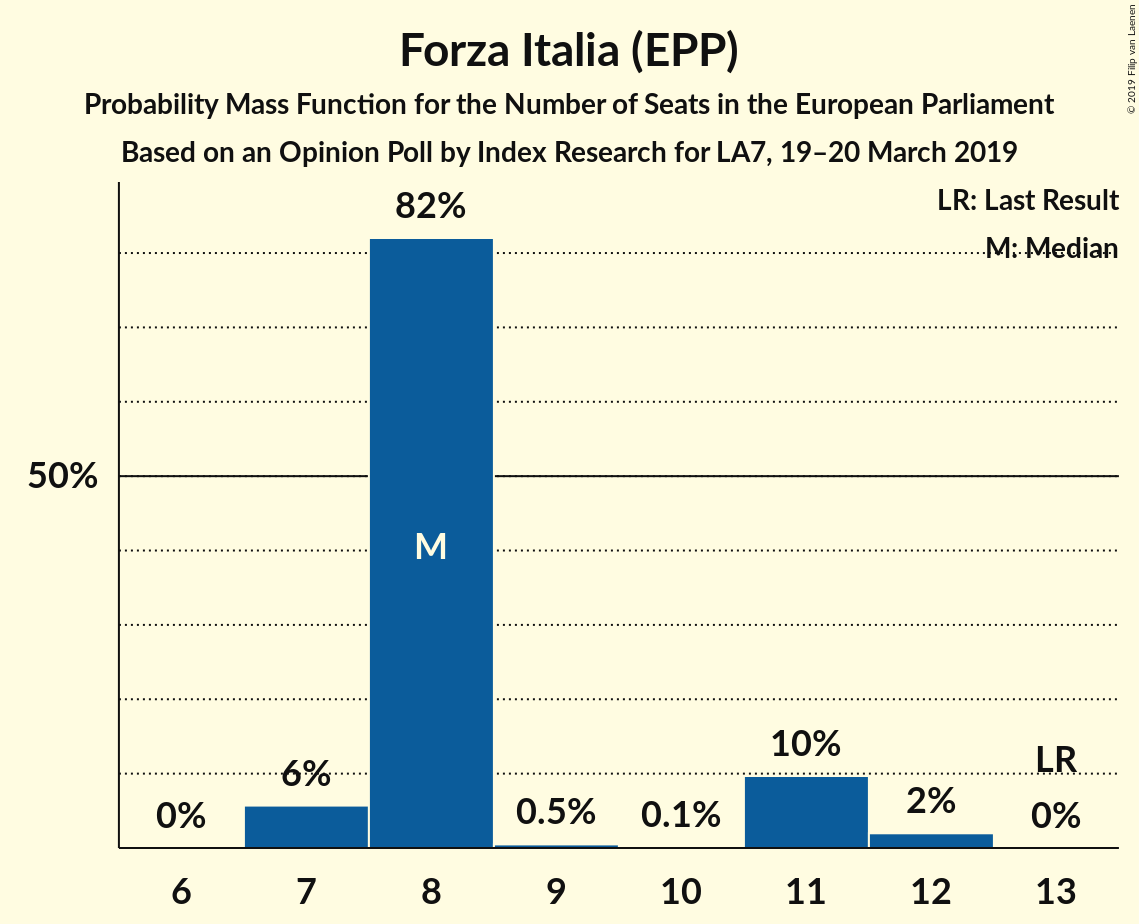 Forza Italia (EPP)
Probability Mass Function for the Number of Seats in the European Parliament
Based on an Opinion Poll by Index Research for LA7, 19–20 March 2019
© 2019 Filip van Laenen
LR: Last Result
M: Median
82%
50%
M
10%
LR
6%
2%
0%
0.5%
0.1%
0%
6 7 8 9 10 11 12 13